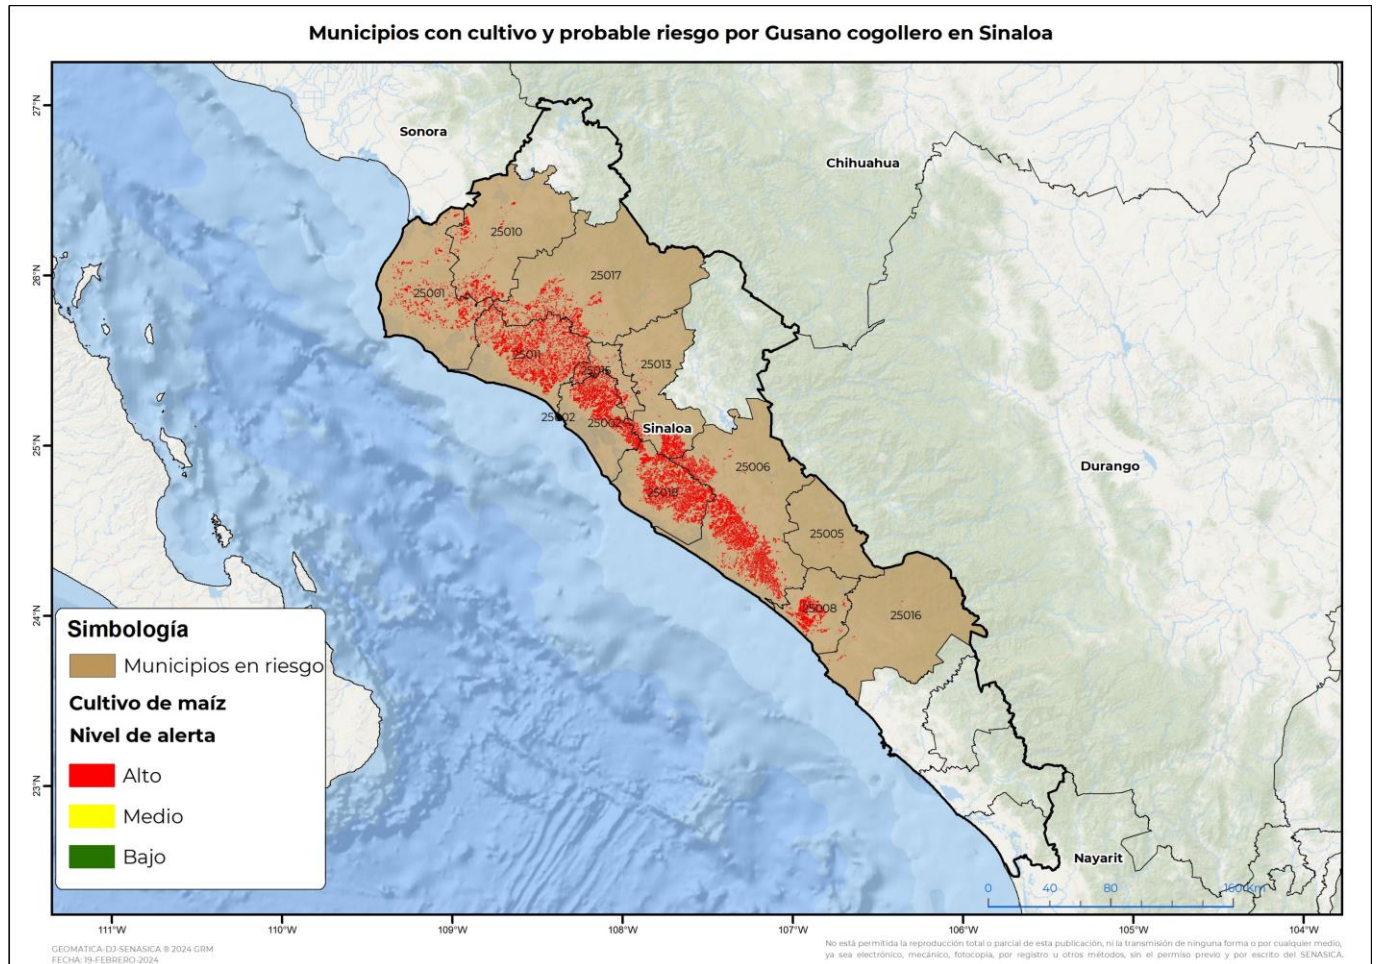 Municipios con cultivo y probable riesgo por Gusano cogollero en Sinaloa
27°N
26°N
25°N
24°N
23°N
Sonora
Chihuahua
25010
25017
25001
25011
25013
25015
25002
25002
Sinaloa
25006
Durango
25018
25005
25008
25016
Nayarit
Simbología
Municipios en riesgo
Cultivo de maíz
Nivel de alerta
Alto
Medio
Bajo
0 40 80 160 Km
111°W 110°W 109°W 108°W 107°W 106°W 105°W 104°W
GEOMATICA-DJ-SENASICA ® 2024 GRM
FECHA: 19-FEBRERO-2024
No está permitida la reproducción total o parcial de esta publicación, ni la transmisión de ninguna forma o por cualquier medio,
ya sea electrónico, mecánico, fotocopia, por registro u otros métodos, sin el permiso previo y por escrito del SENASICA.